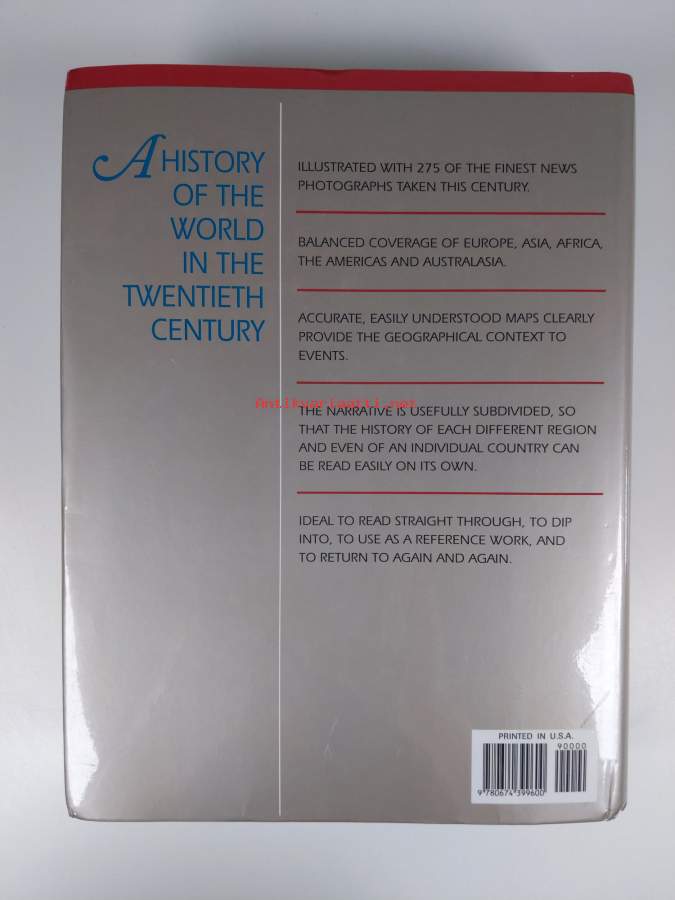 A HISTORY
OF THE
WORLD
IN THE
TWENTIETH
CENTURY
ILLUSTRATED WITH 275 OF THE FINEST NEWS
PHOTOGRAPHS TAKEN THIS CENTURY.
BALANCED COVERAGE OF EUROPE, ASIA, AFRICA,
THE AMERICAS AND AUSTRALASIA.
ACCURATE, EASILY UNDERSTOOD MAPS CLEARLY
PROVIDE THE GEOGRAPHICAL CONTEXT TO
EVENTS.
Antikvariaatti.net
THE NARRATIVE IS USEFULLY SUBDIVIDED, SO
THAT THE HISTORY OF EACH DIFFERENT REGION
AND EVEN OF AN INDIVIDUAL COUNTRY CAN
BE READ EASILY ON ITS OWN.
IDEAL TO READ STRAIGHT THROUGH, TO DIP
INTO, TO USE AS A REFERENCE WORK, AND
TO RETURN TO AGAIN AND AGAIN.
PRINTED IN U.S.A.
90000
9 780674 399600